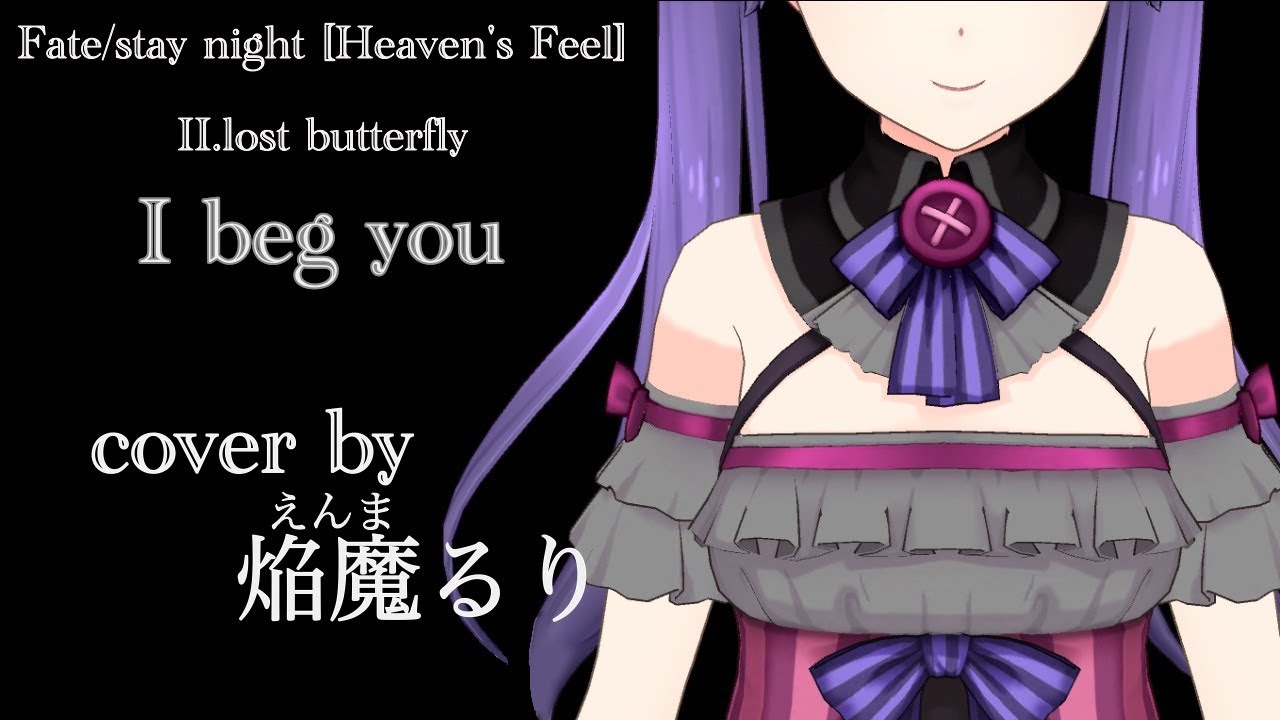 Fate/stay night [Heaven's Feel]
II.lost butterfly
I beg you
cover by
えんま
焔魔るり